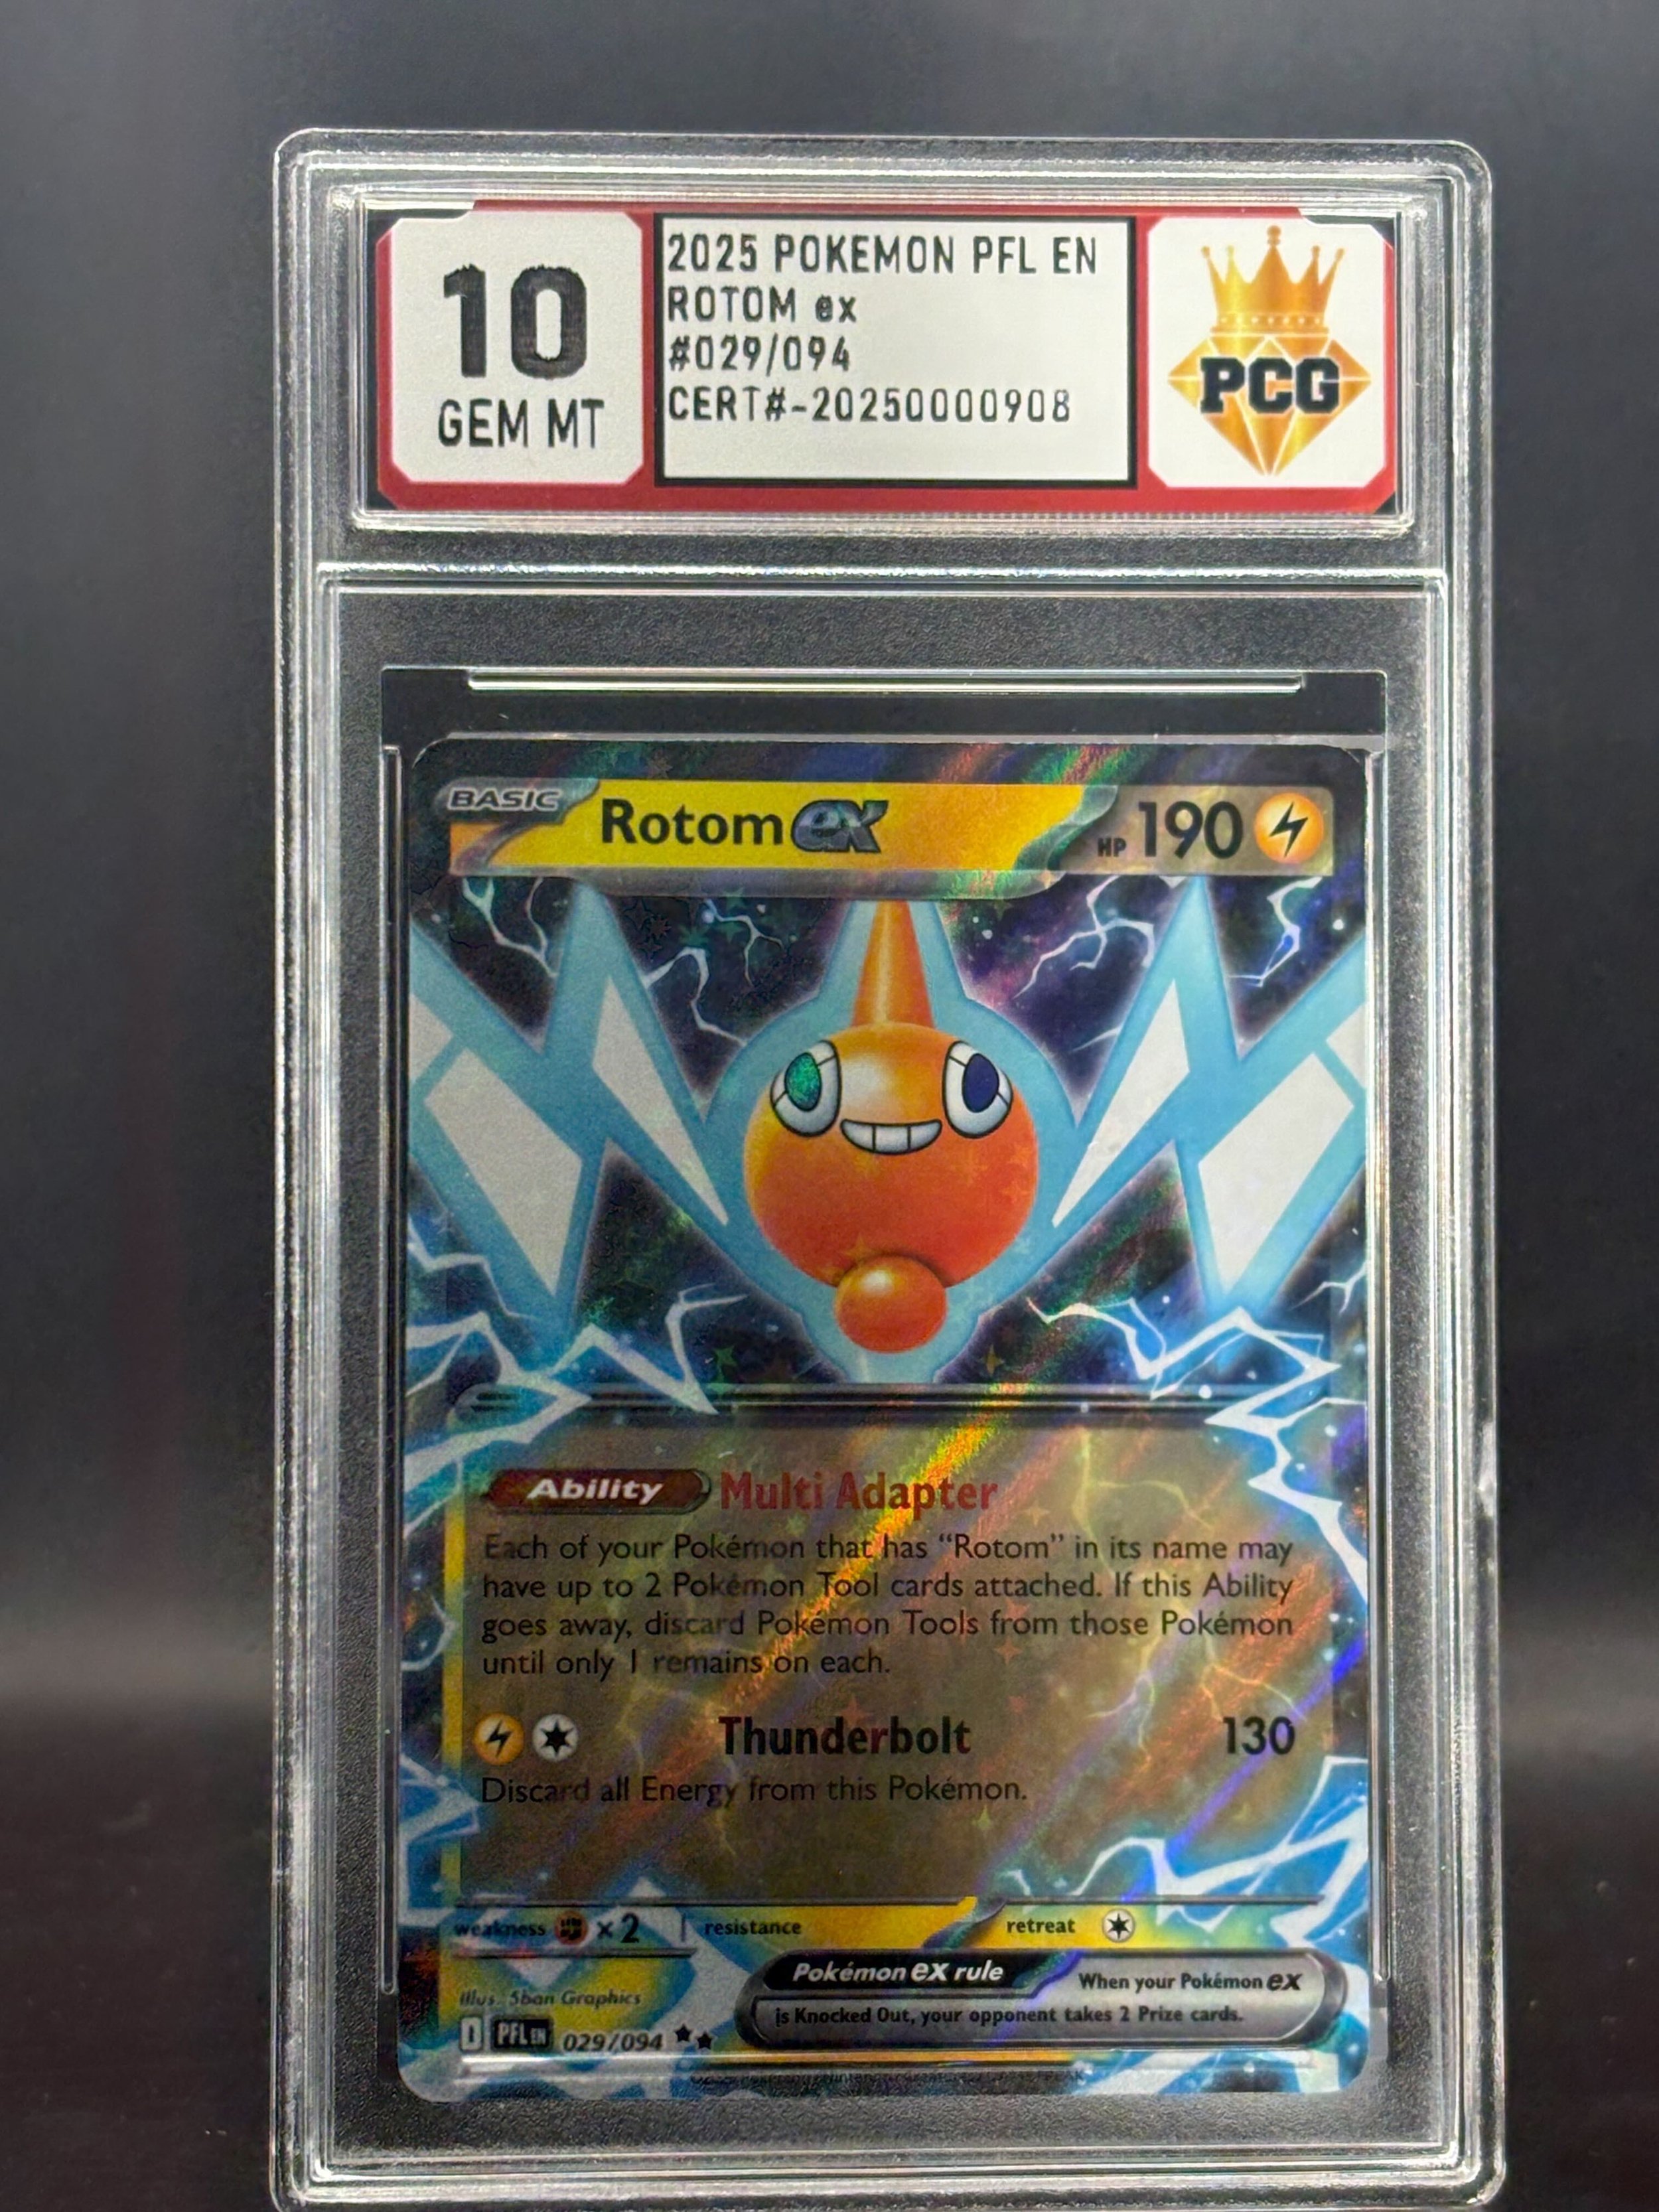 10
GEM MT
2025 POKEMON PFL EN
ROTOM ex
#029/094
CERT#-20250000908
PCG
BASIC
Rotom ex
HP 190
Ability Multi Adapter
Each of your Pokémon that has “Rotom” in its name may
have up to 2 Pokémon Tool cards attached. If this Ability
goes away, discard Pokémon Tools from those Pokémon
until only 1 remains on each.
Thunderbolt 130
Discard all Energy from this Pokémon.
weakness ×2 resistance retreat
Pokémon ex rule When your Pokémon ex
is Knocked Out, your opponent takes 2 Prize cards.
Illus. 5ban Graphics
PFL EN 029/094